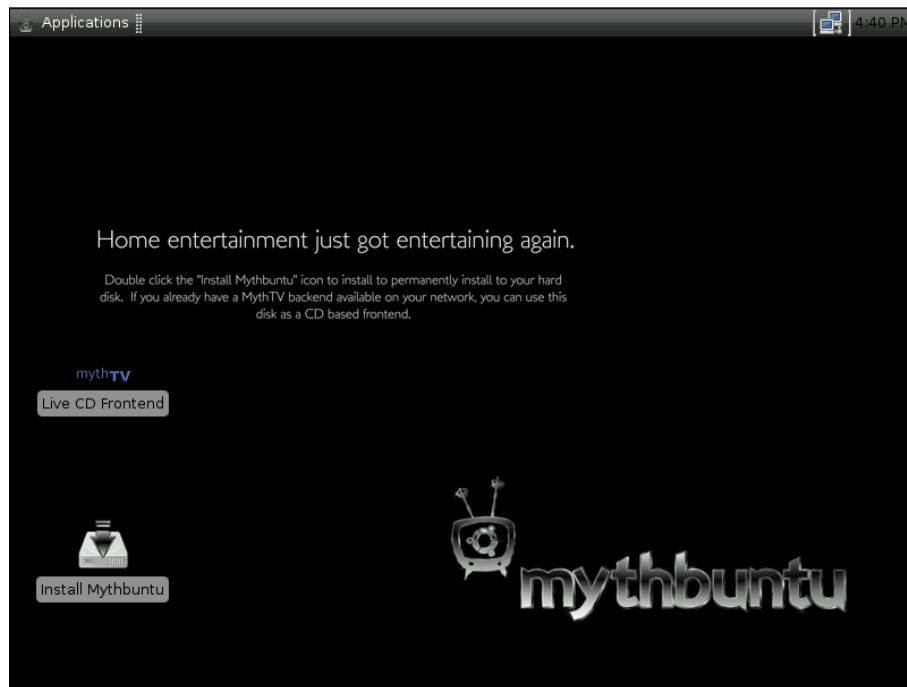 Applications
4:40 PM
Home entertainment just got entertaining again.
Double click the "Install Mythbuntu" icon to install to permanently install to your hard
disk. If you already have a MythTV backend available on your network, you can use this
disk as a CD based frontend.
mythTV
Live CD Frontend
Install Mythbuntu
mythbuntu